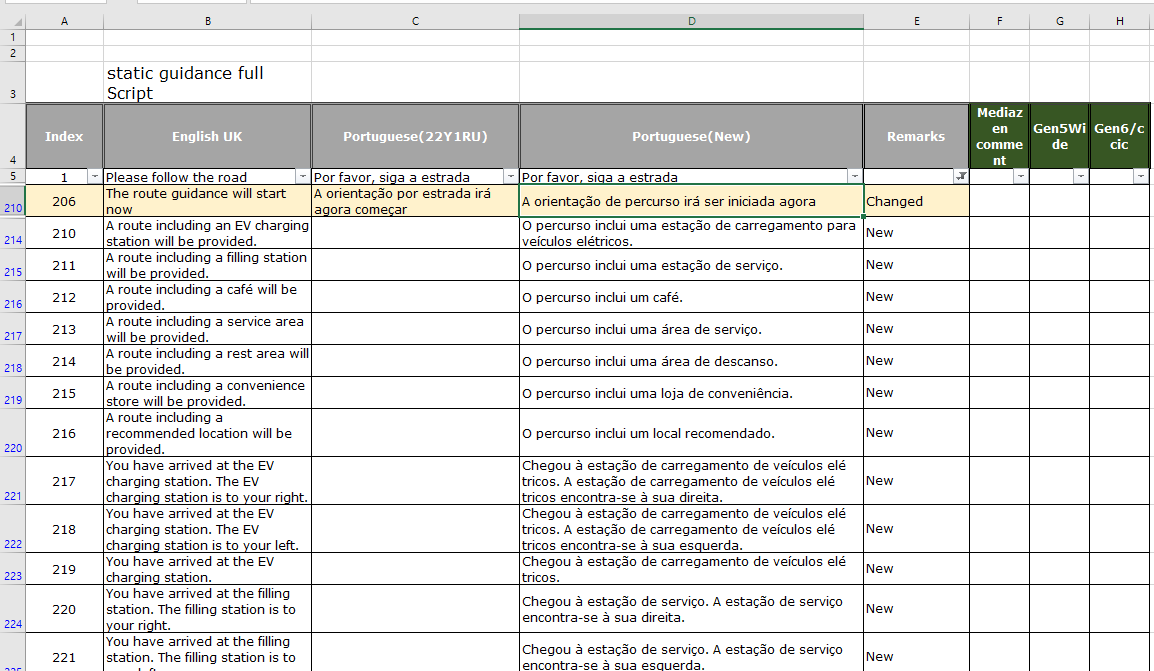 A B C D E F G H
1
2
3
static guidance full
Script
4
Index
English UK
Portuguese(22Y1RU)
Portuguese(New)
Remarks
Mediaz
en
comme
nt
Gen5Wi
de
Gen6/c
cic
5
1
Please follow the road
Por favor, siga a estrada
Por favor, siga a estrada
210
206
The route guidance will start
now
A orientação por estrada irá
agora começar
A orientação de percurso irá ser iniciada agora
Changed
214
210
A route including an EV charging
station will be provided.
O percurso inclui uma estação de carregamento para
veículos elétricos.
New
215
211
A route including a filling station
will be provided.
O percurso inclui uma estação de serviço.
New
216
212
A route including a café will be
provided.
O percurso inclui um café.
New
217
213
A route including a service area
will be provided.
O percurso inclui uma área de serviço.
New
218
214
A route including a rest area will
be provided.
O percurso inclui uma área de descanso.
New
219
215
A route including a convenience
store will be provided.
O percurso inclui uma loja de conveniência.
New
220
216
A route including a
recommended location will be
provided.
O percurso inclui um local recomendado.
New
221
217
You have arrived at the EV
charging station. The EV
charging station is to your right.
Chegou à estação de carregamento de veículos elé
tricos. A estação de carregamento de veículos elé
tricos encontra-se à sua direita.
New
222
218
You have arrived at the EV
charging station. The EV
charging station is to your left.
Chegou à estação de carregamento de veículos elé
tricos. A estação de carregamento de veículos elé
tricos encontra-se à sua esquerda.
New
223
219
You have arrived at the EV
charging station.
Chegou à estação de carregamento de veículos elé
tricos.
New
224
220
You have arrived at the filling
station. The filling station is to
your right.
Chegou à estação de serviço. A estação de serviço
encontra-se à sua direita.
New
221
You have arrived at the filling
station. The filling station is to
Chegou à estação de serviço. A estação de serviço
encontra-se à sua esquerda.
New